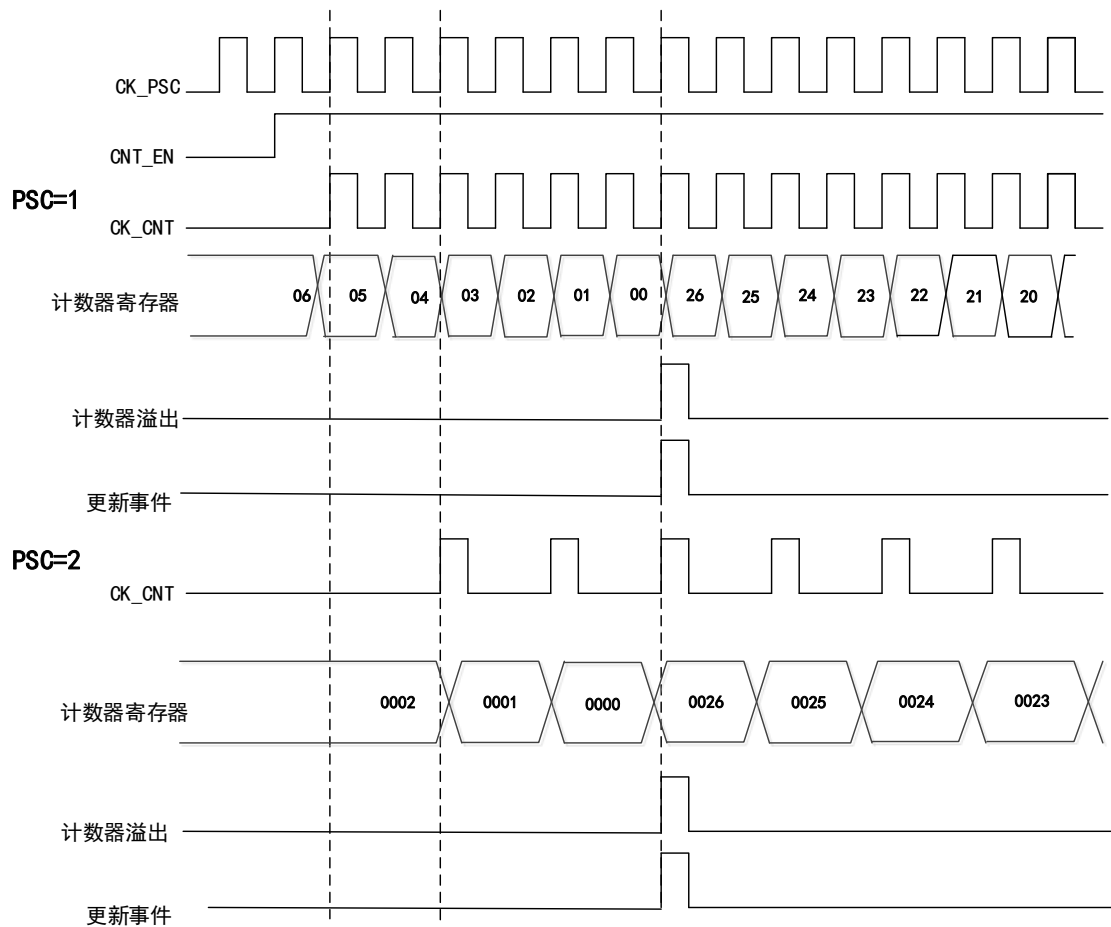 CK_PSC
CNT_EN
PSC=1
CK_CNT
计数器寄存器 06 05 04 03 02 01 00 26 25 24 23 22 21 20
计数器溢出
更新事件
PSC=2
CK_CNT
计数器寄存器 0002 0001 0000 0026 0025 0024 0023
计数器溢出
更新事件